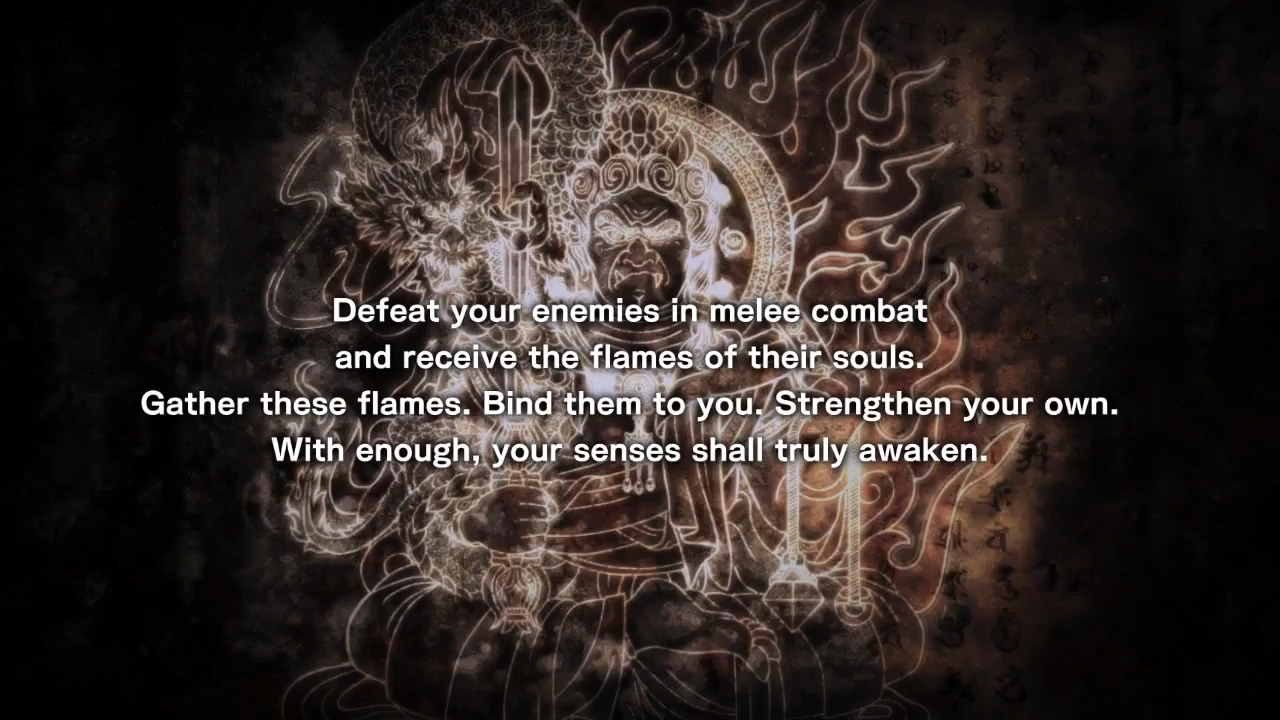 Defeat your enemies in melee combat
and receive the flames of their souls.
Gather these flames. Bind them to you. Strengthen your own.
With enough, your senses shall truly awaken.